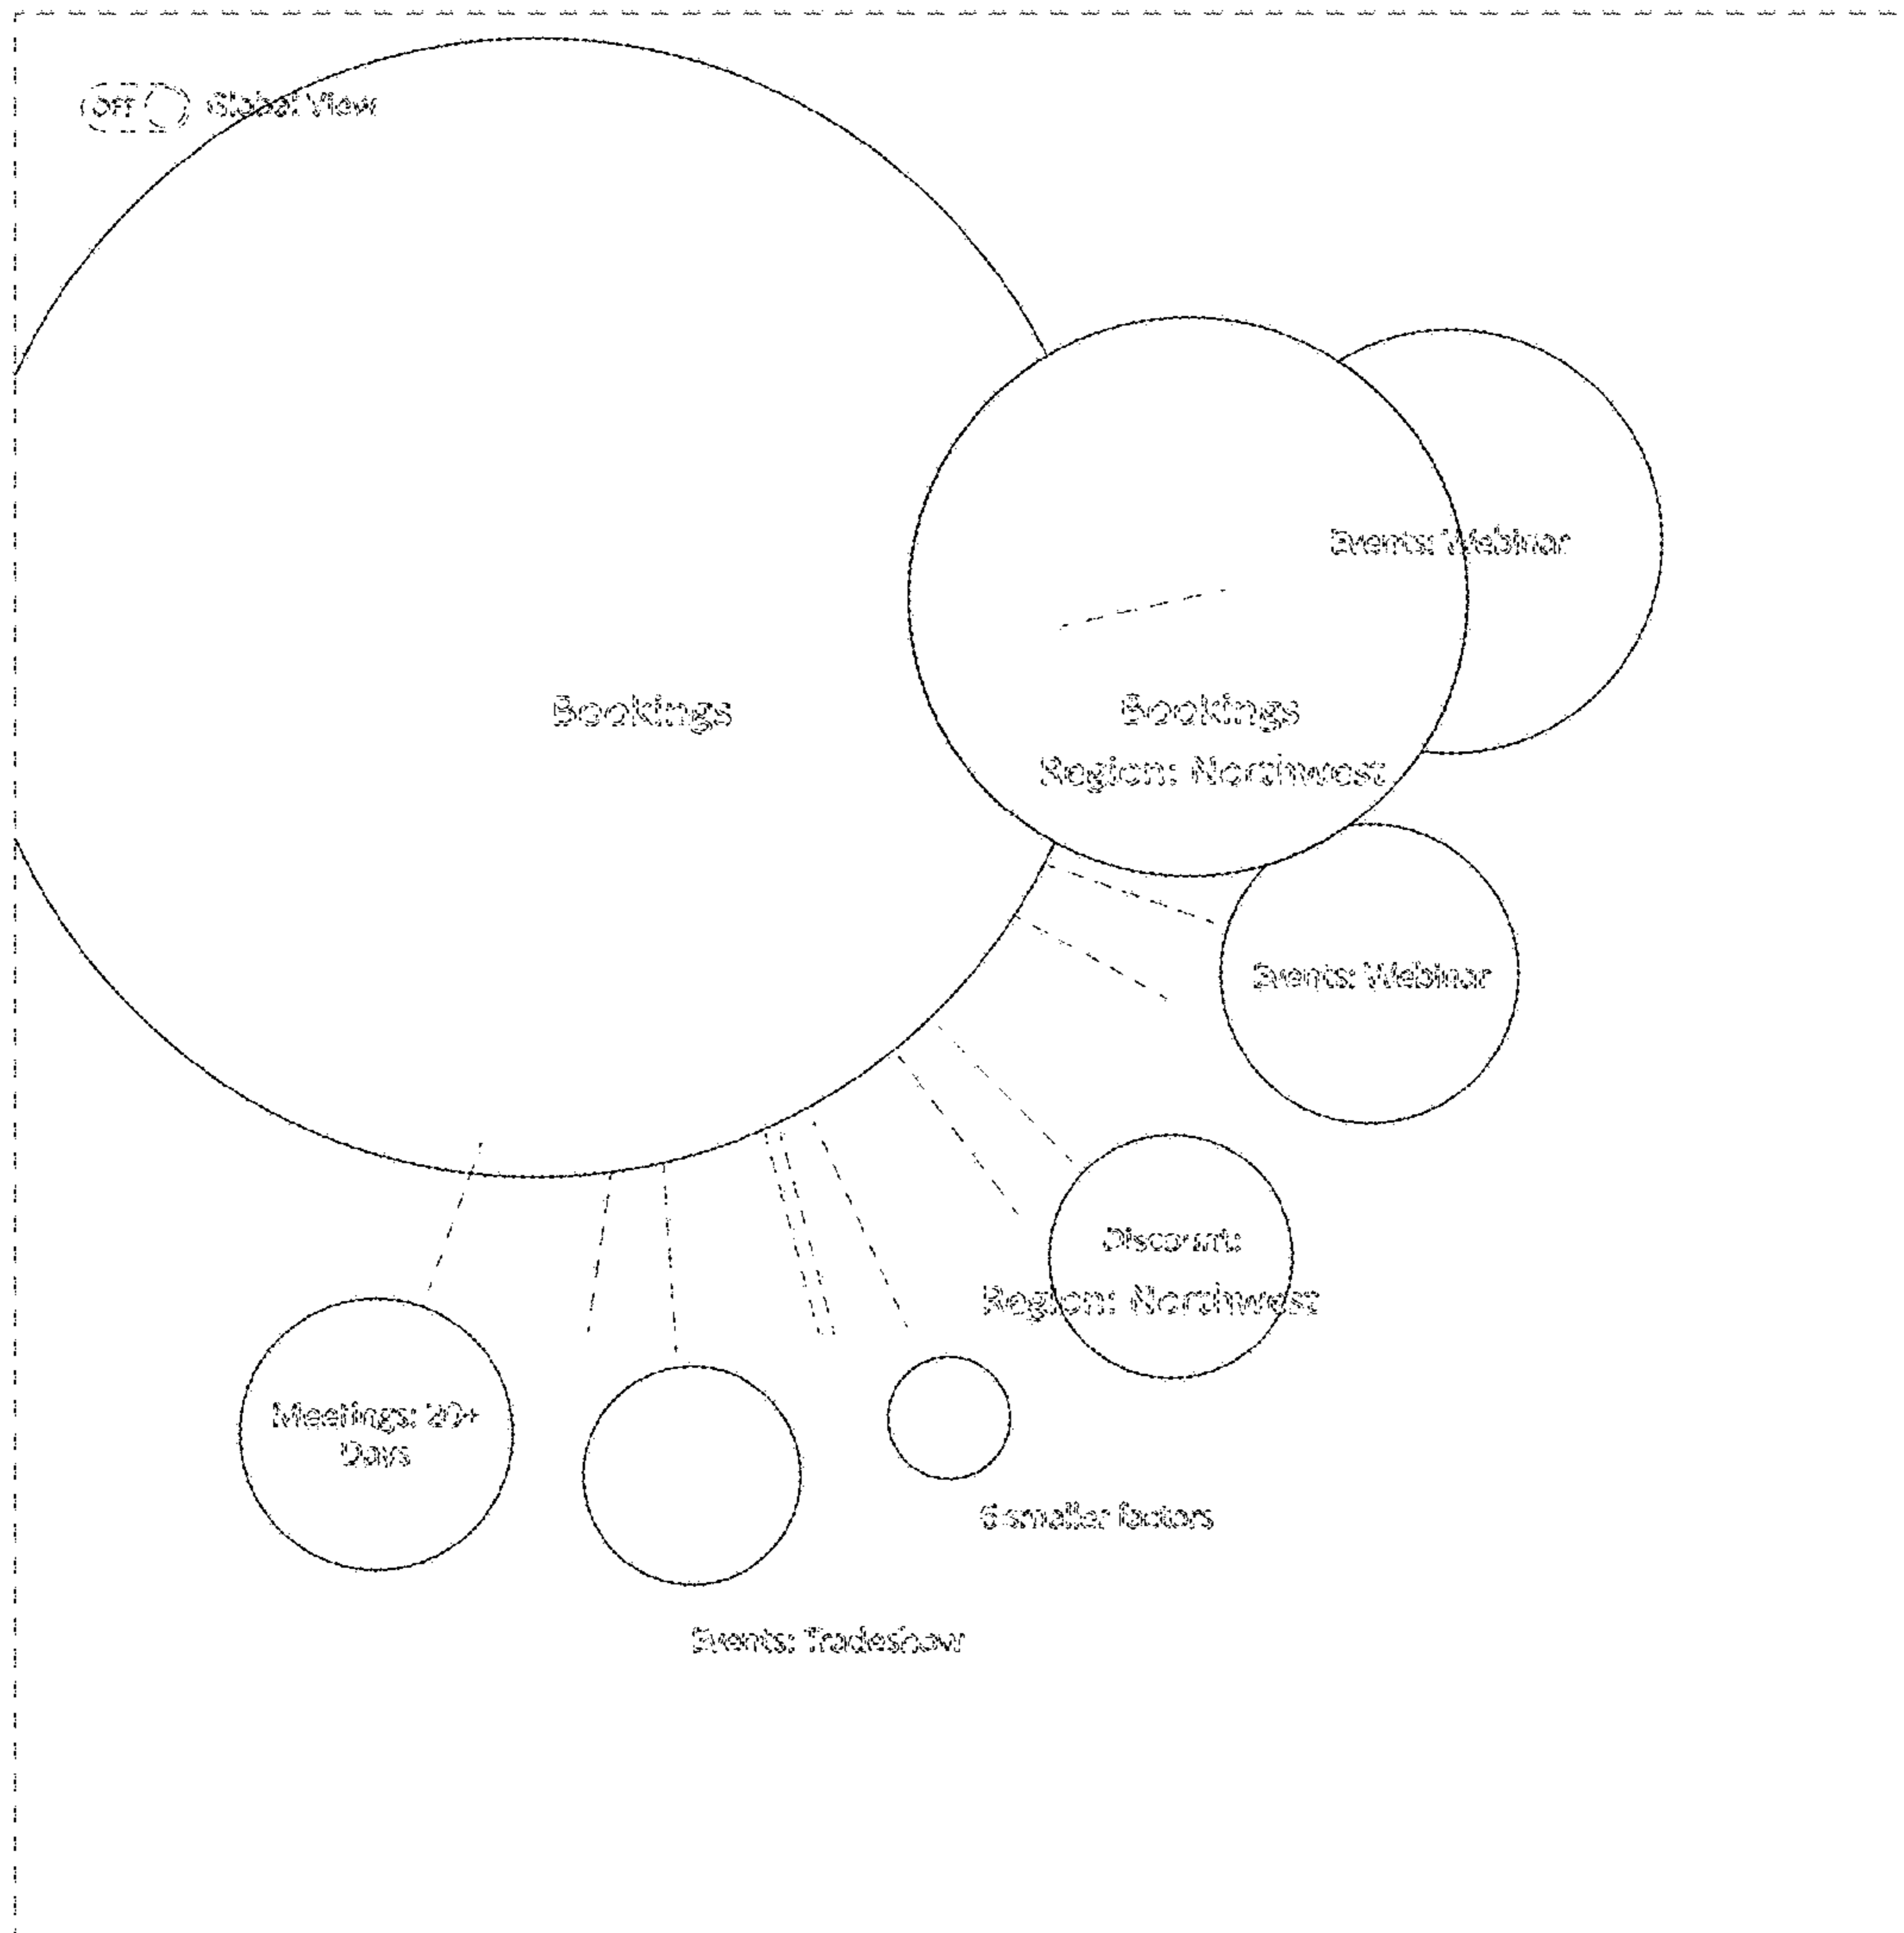 Off Global View
Events: Webinar
Bookings
Bookings
Region: Northwest
Events: Webinar
Discount:
Region: Northwest
Meetings: 20+
Days
6 smaller factors
Events: Tradeshow